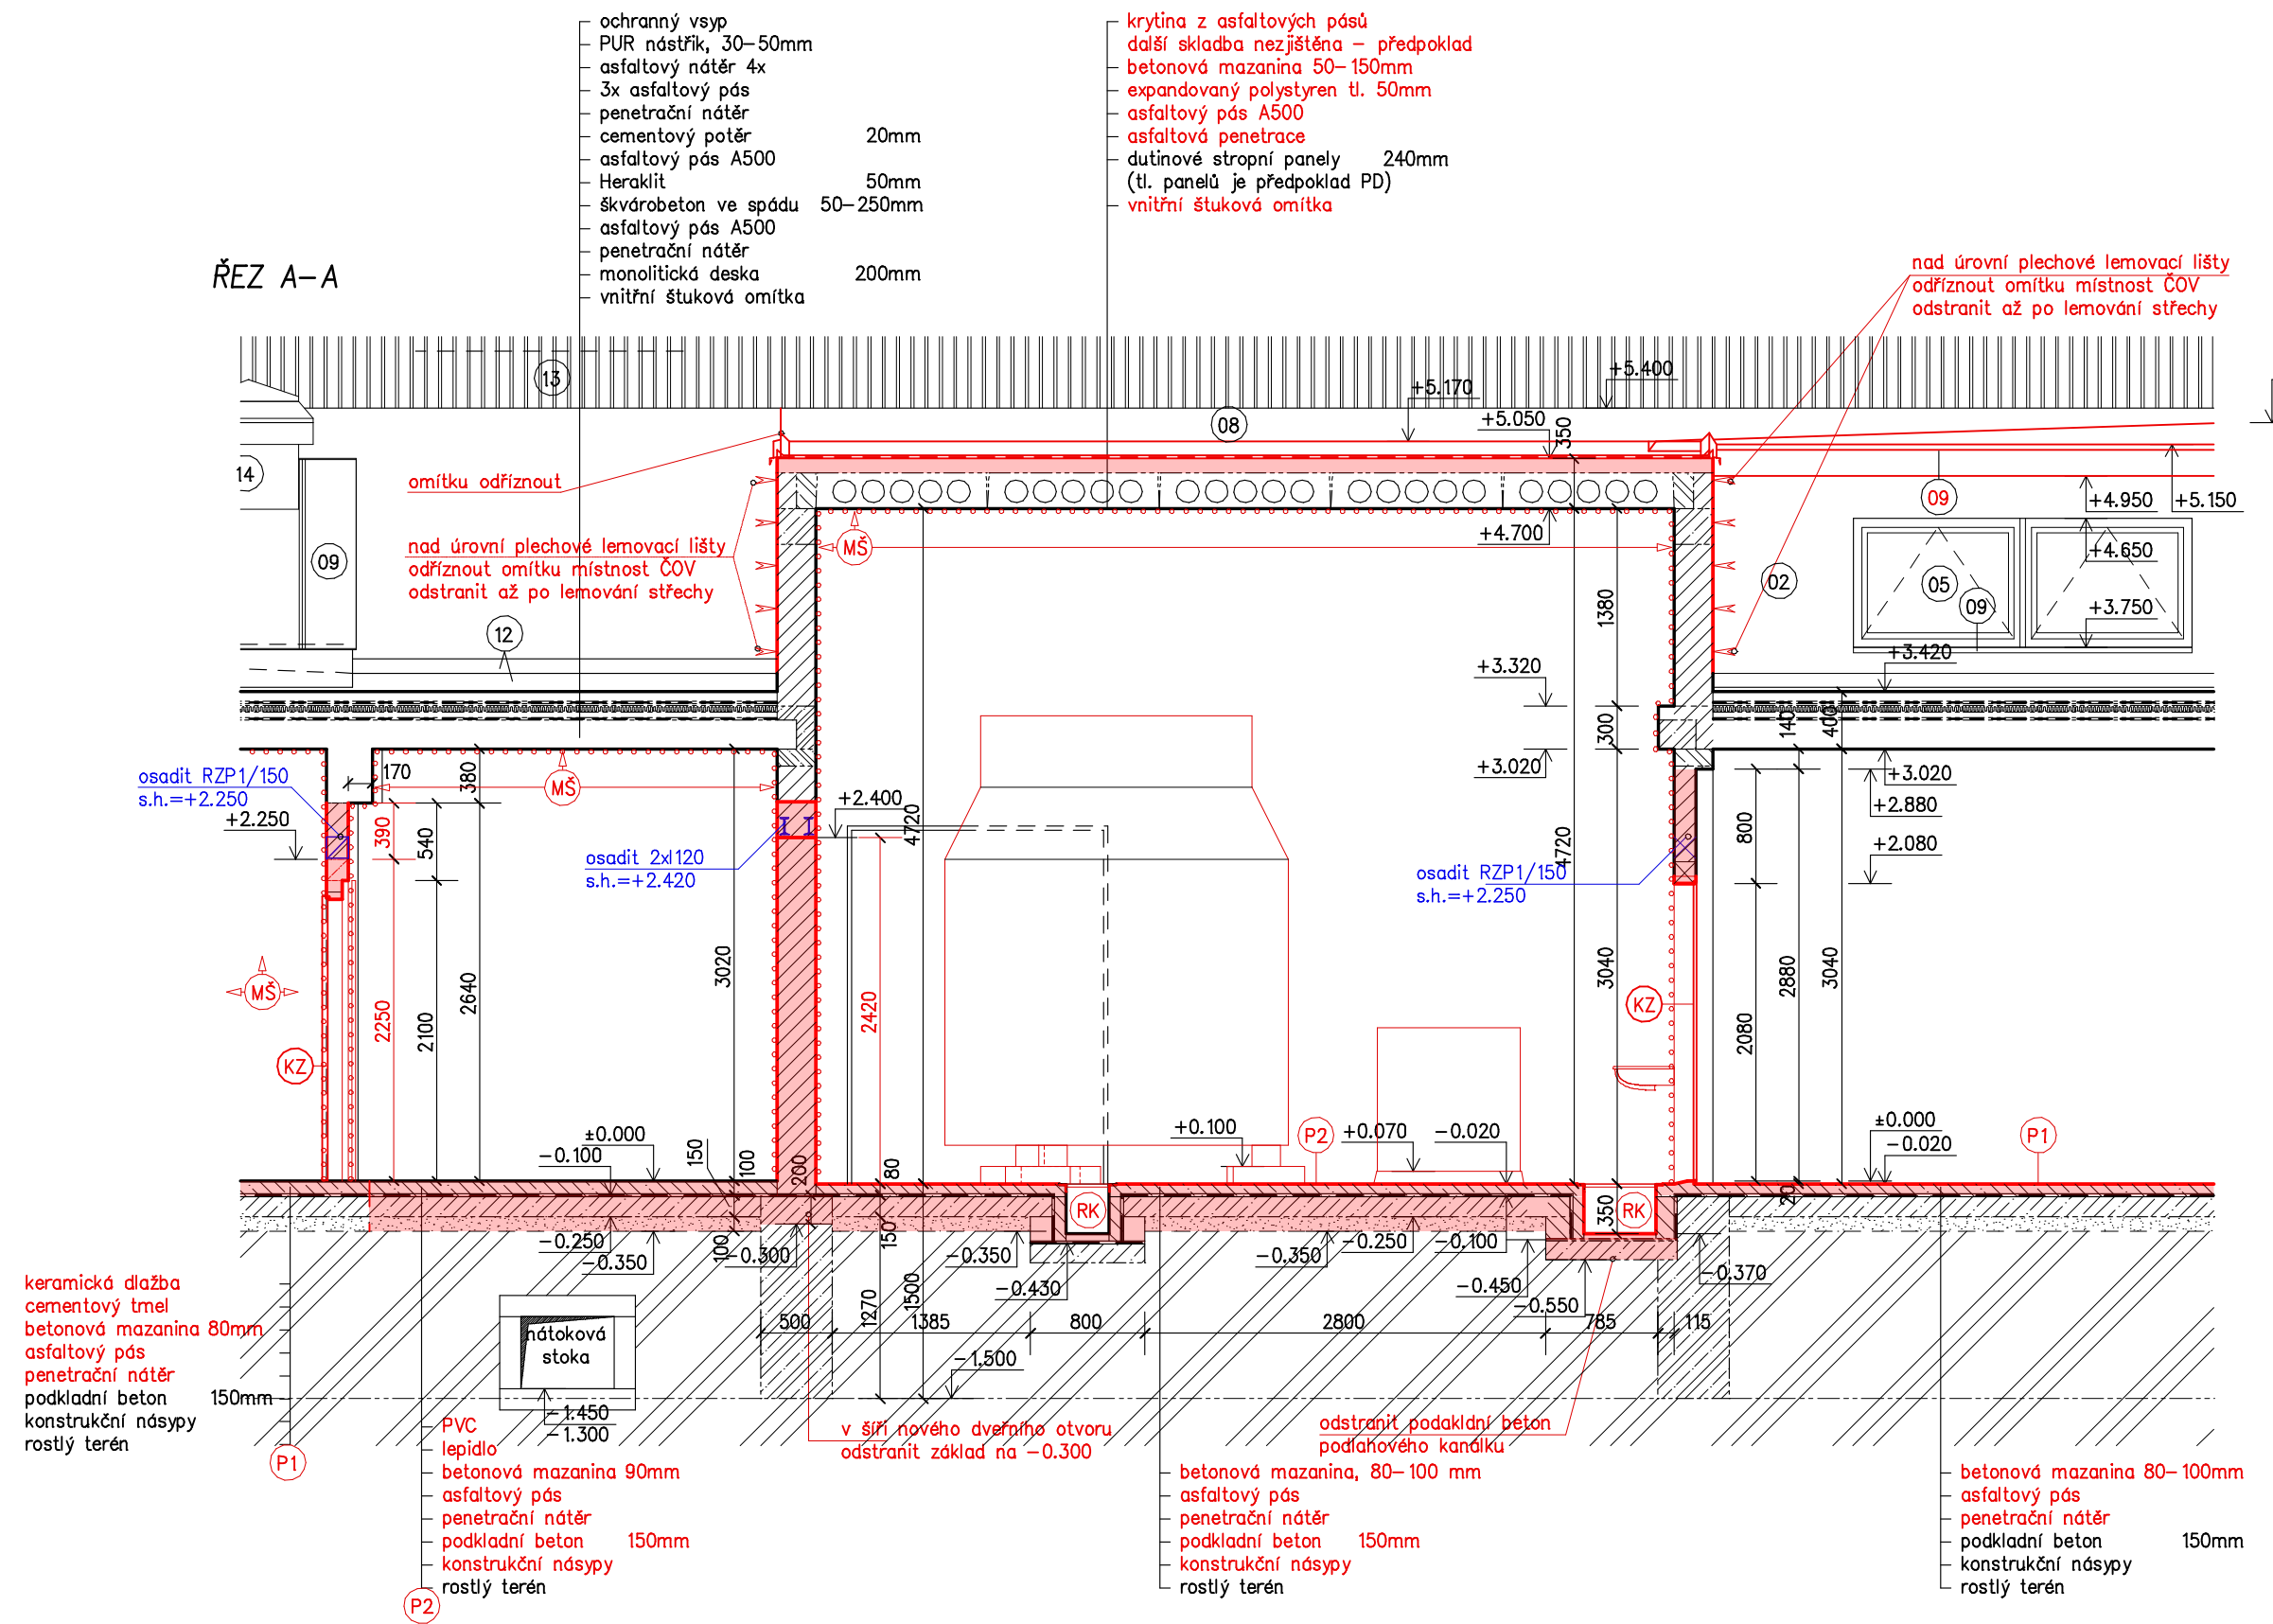 ochranný vsyp
PUR nástřik, 30–50mm
asfaltový nátěr 4x
3x asfaltový pás
penetrační nátěr
cementový potěr 20mm
asfaltový pás A500
Heraklit 50mm
škvárobeton ve spádu 50–250mm
asfaltový pás A500
penetrační nátěr
monolitická deska 200mm
vnitřní štuková omítka
krytina z asfaltových pásů
další skladba nezjištěna – předpoklad
betonová mazanina 50–150mm
expandovaný polystyren tl. 50mm
asfaltový pás A500
asfaltová penetrace
dutinové stropní panely 240mm
(tl. panelů je předpoklad PD)
vnitřní štuková omítka
ŘEZ A–A
nad úrovní plechové lemovací lišty
odříznout omítku místnost ČOV
odstranit až po lemování střechy
13
+5.170
+5.400
08
+5.050
350
14
09
omítku odříznout
nad úrovní plechové lemovací lišty
odříznout omítku místnost ČOV
odstranit až po lemování střechy
12
MŠ
+4.700
09
+4.950
+5.150
+4.650
02
05
09
+3.750
+3.420
1380
+3.320
300
+3.020
140
400
osadit RZP1/150
s.h.=+2.250
+2.250
170
380
MŠ
390
540
+2.400
4720
osadit 2xI120
s.h.=+2.420
4720
osadit RZP1/150
s.h.=+2.250
800
+3.020
+2.880
+2.080
MŠ
KZ
2250
2100
2640
3020
2420
3040
KZ
2080
2880
3040
±0.000
−0.100
150
100
200
80
+0.100
P2
+0.070
−0.020
±0.000
−0.020
P1
20
RK
350
RK
−0.250
−0.350
100
−0.300
150
−0.350
−0.430
−0.350
−0.250
−0.100
−0.450
−0.550
−0.370
1270
1500
500
1385
800
2800
785
115
nátoková
stoka
−1.500
−1.450
−1.300
keramická dlažba
cementový tmel
betonová mazanina 80mm
asfaltový pás
penetrační nátěr
podkladní beton 150mm
konstrukční násypy
rostlý terén
P1
PVC
lepidlo
betonová mazanina 90mm
asfaltový pás
penetrační nátěr
podkladní beton 150mm
konstrukční násypy
rostlý terén
P2
v šíři nového dveřního otvoru
odstranit základ na −0.300
odstranit podakldní beton
podlahového kanálku
betonová mazanina, 80–100 mm
asfaltový pás
penetrační nátěr
podkladní beton 150mm
konstrukční násypy
rostlý terén
betonová mazanina 80–100mm
asfaltový pás
penetrační nátěr
podkladní beton 150mm
konstrukční násypy
rostlý terén